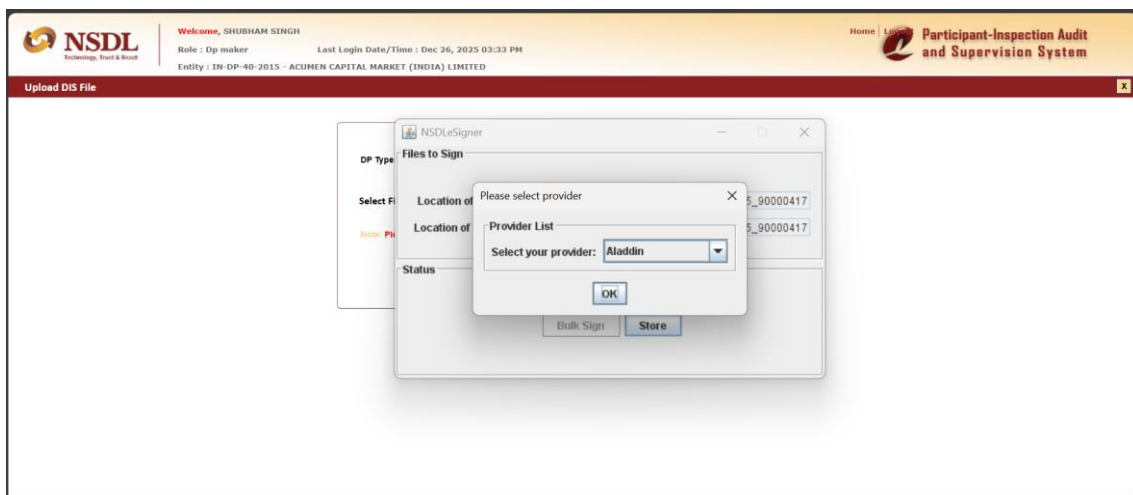 NSDL
Technology, Trust & Reach
Welcome, SHUBHAM SINGH
Role : Dp maker Last Login Date/Time : Dec 26, 2025 03:33 PM
Entity : IN-DP-40-2015 - ACUMEN CAPITAL MARKET (INDIA) LIMITED
Home
Participant-Inspection Audit
and Supervision System
Upload DIS File
X
DP Type
Select Fi
Note: Ple
NSDLeSigner
Files to Sign
Location of
5_90000417
Location of
5_90000417
Status
Bulk Sign
Store
Please select provider
Provider List
Select your provider: Aladdin
OK